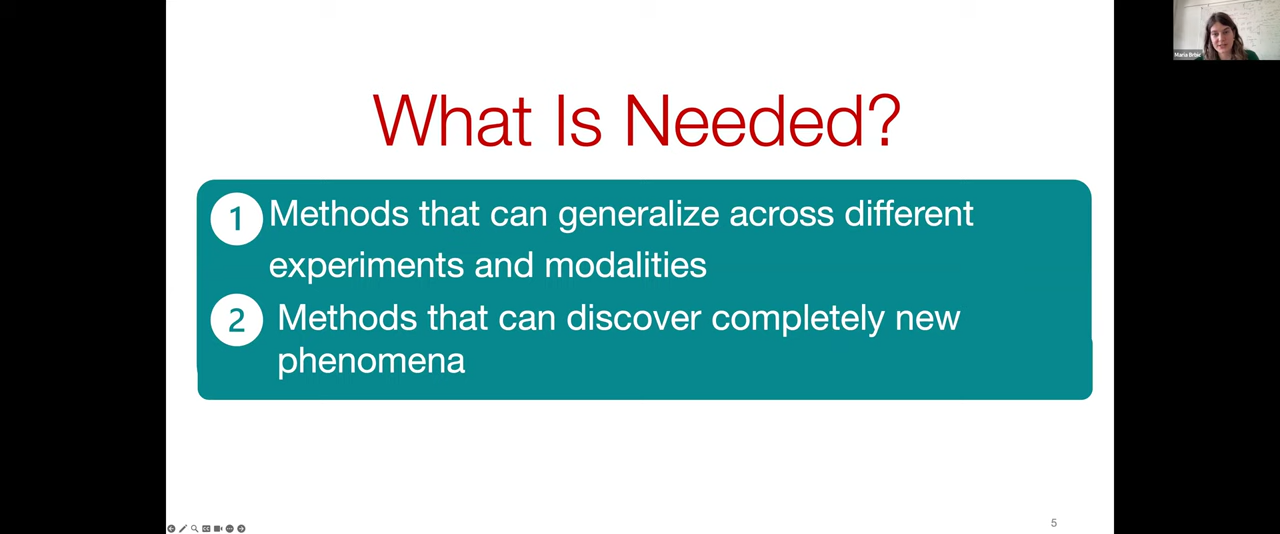 What Is Needed?
1 Methods that can generalize across different
experiments and modalities
2 Methods that can discover completely new
phenomena
5